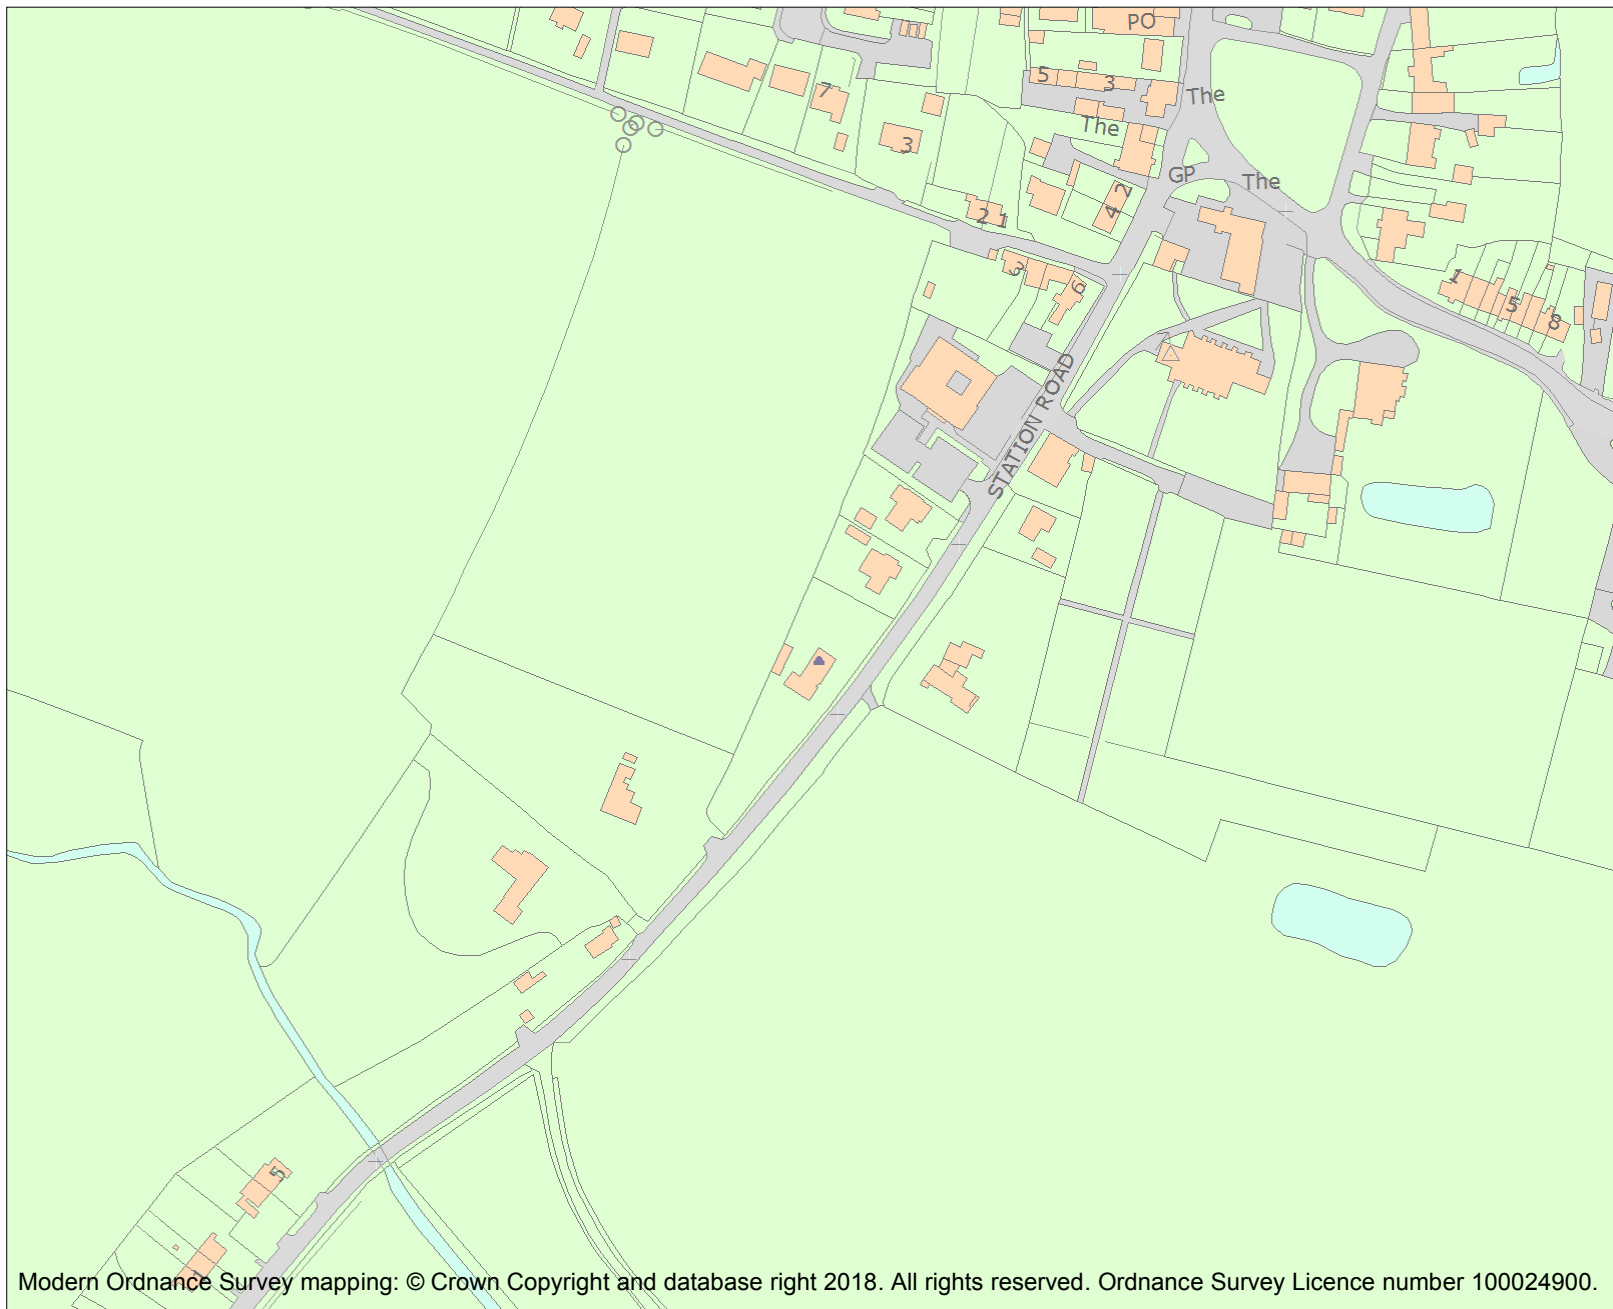 PO
5
3
The
7
The
3
GP
The
2
4
2
1
3
6
1
5
8
STATION ROAD
5
1
Modern Ordnance Survey mapping: © Crown Copyright and database right 2018. All rights reserved. Ordnance Survey Licence number 100024900.